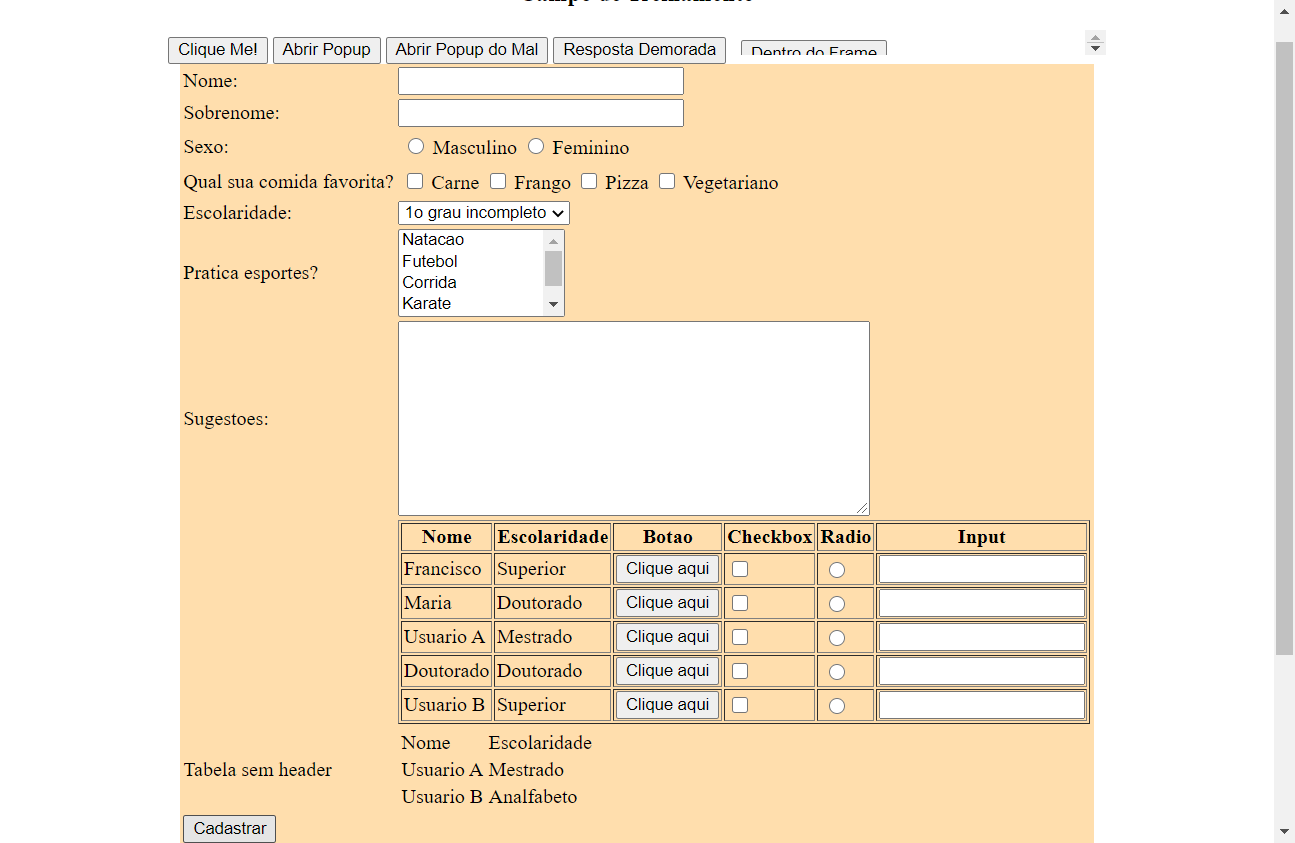 Clique Me! Abrir Popup Abrir Popup do Mal Resposta Demorada Dentro do Frame
Nome:
Sobrenome:
Sexo: Masculino Feminino
Qual sua comida favorita? Carne Frango Pizza Vegetariano
Escolaridade: 1o grau incompleto
Natacao
Futebol
Pratica esportes?
Corrida
Karate
Sugestoes:
Nome Escolaridade Botao Checkbox Radio Input
Francisco Superior Clique aqui
Maria Doutorado Clique aqui
Usuario A Mestrado Clique aqui
Doutorado Doutorado Clique aqui
Usuario B Superior Clique aqui
Nome Escolaridade
Tabela sem header Usuario A Mestrado
Usuario B Analfabeto
Cadastrar